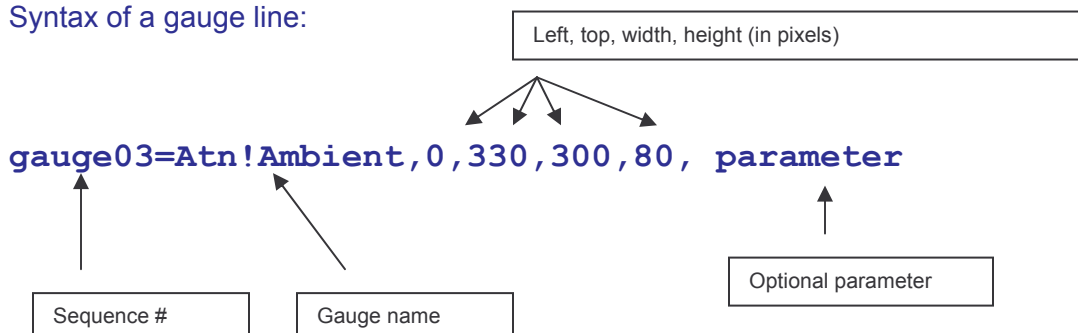 Syntax of a gauge line:
Left, top, width, height (in pixels)
gauge03=Atn!Ambient,0,330,300,80, parameter
Optional parameter
Sequence #
Gauge name